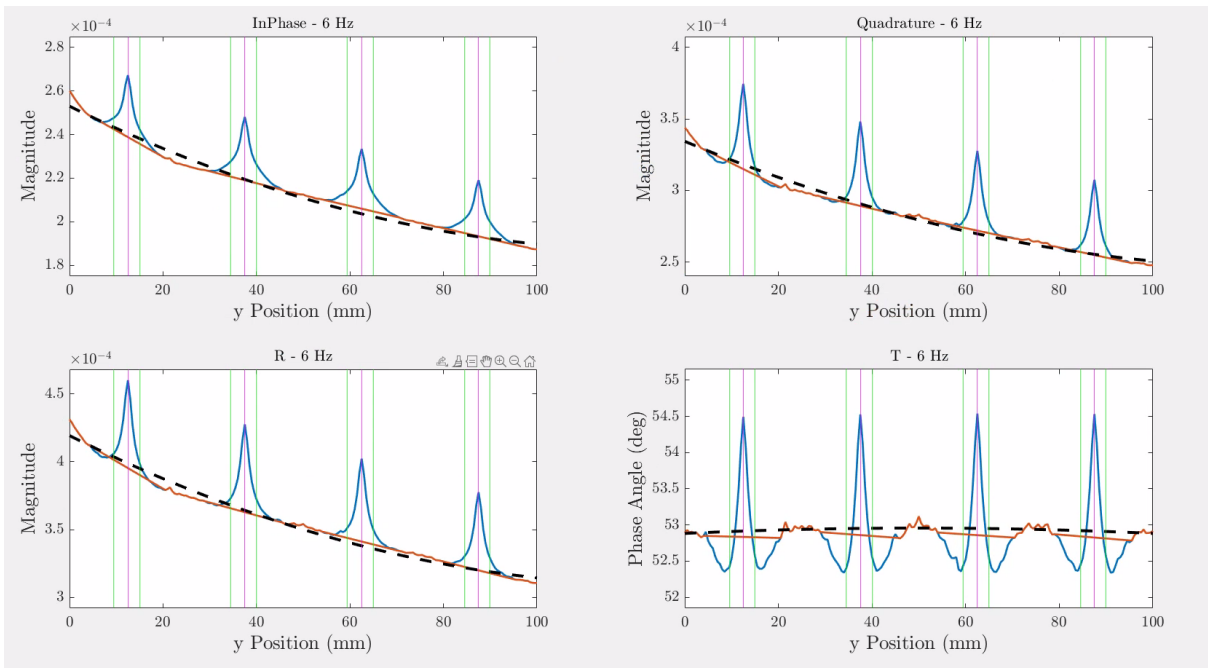 InPhase - 6 Hz
×10⁻⁴
2.8
2.6
2.4
2.2
2
1.8
Magnitude
0 20 40 60 80 100
y Position (mm)
Quadrature - 6 Hz
×10⁻⁴
4
3.5
3
2.5
Magnitude
0 20 40 60 80 100
y Position (mm)
R - 6 Hz
×10⁻⁴
4.5
4
3.5
3
Magnitude
0 20 40 60 80 100
y Position (mm)
T - 6 Hz
55
54.5
54
53.5
53
52.5
52
Phase Angle (deg)
0 20 40 60 80 100
y Position (mm)